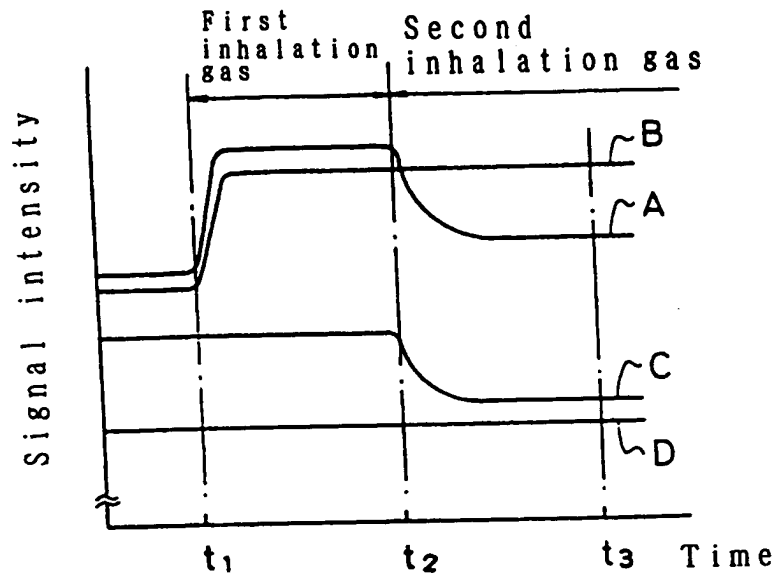 First
inhalation
gas
Second
inhalation gas
Signal intensity
B
A
C
D
t1
t2
t3
Time